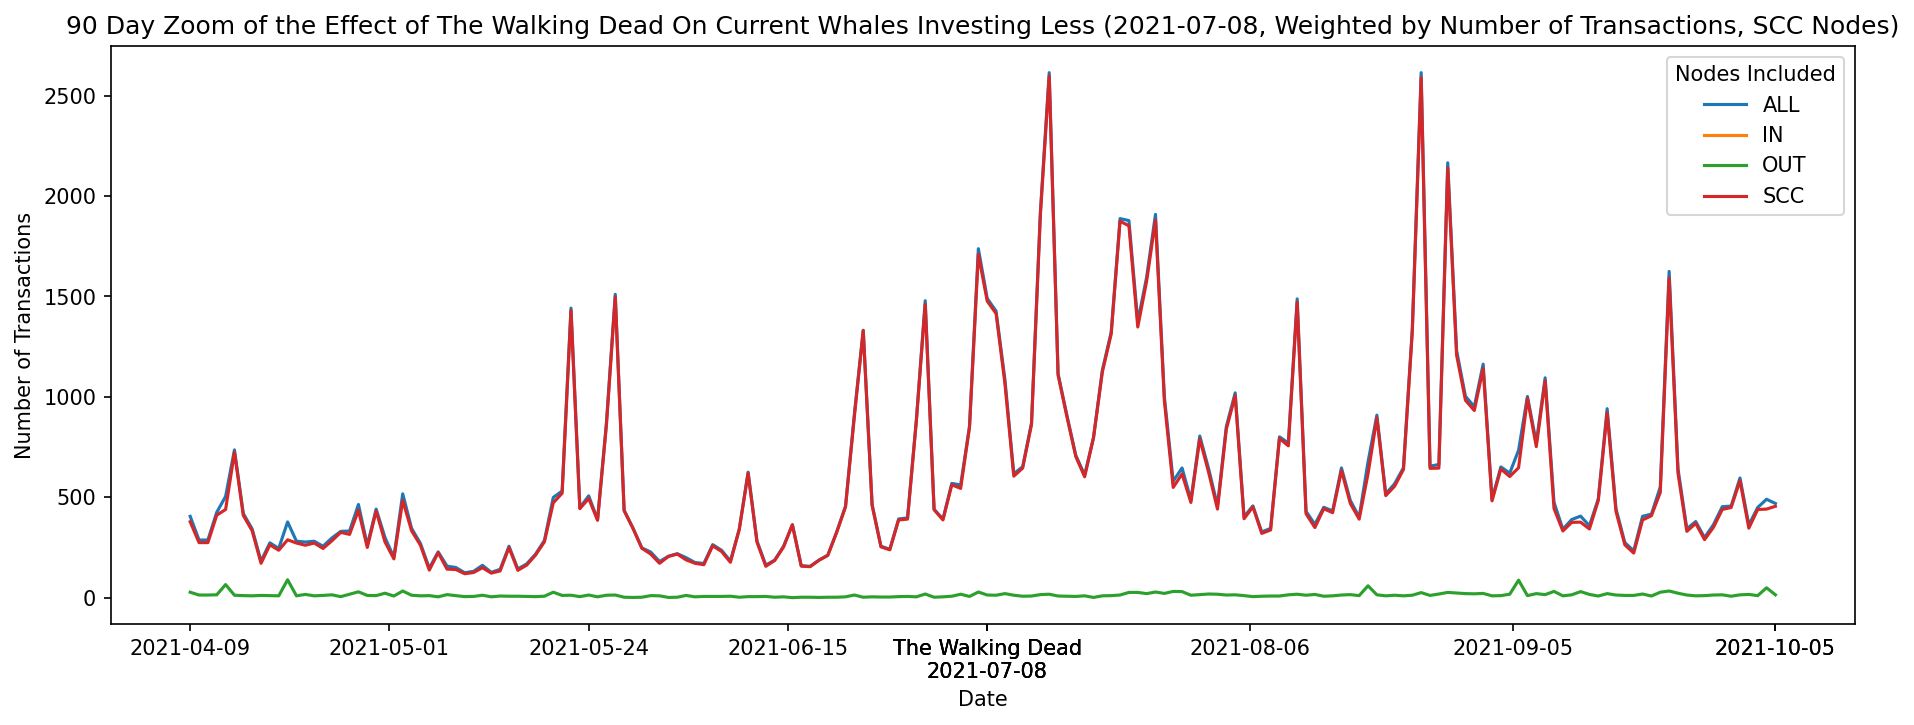 90 Day Zoom of the Effect of The Walking Dead On Current Whales Investing Less (2021-07-08, Weighted by Number of Transactions, SCC Nodes)
Nodes Included
ALL
IN
OUT
SCC
Number of Transactions
2500
2000
1500
1000
500
0
2021-04-09
2021-05-01
2021-05-24
2021-06-15
The Walking Dead
2021-07-08
2021-08-06
2021-09-05
2021-10-05
Date